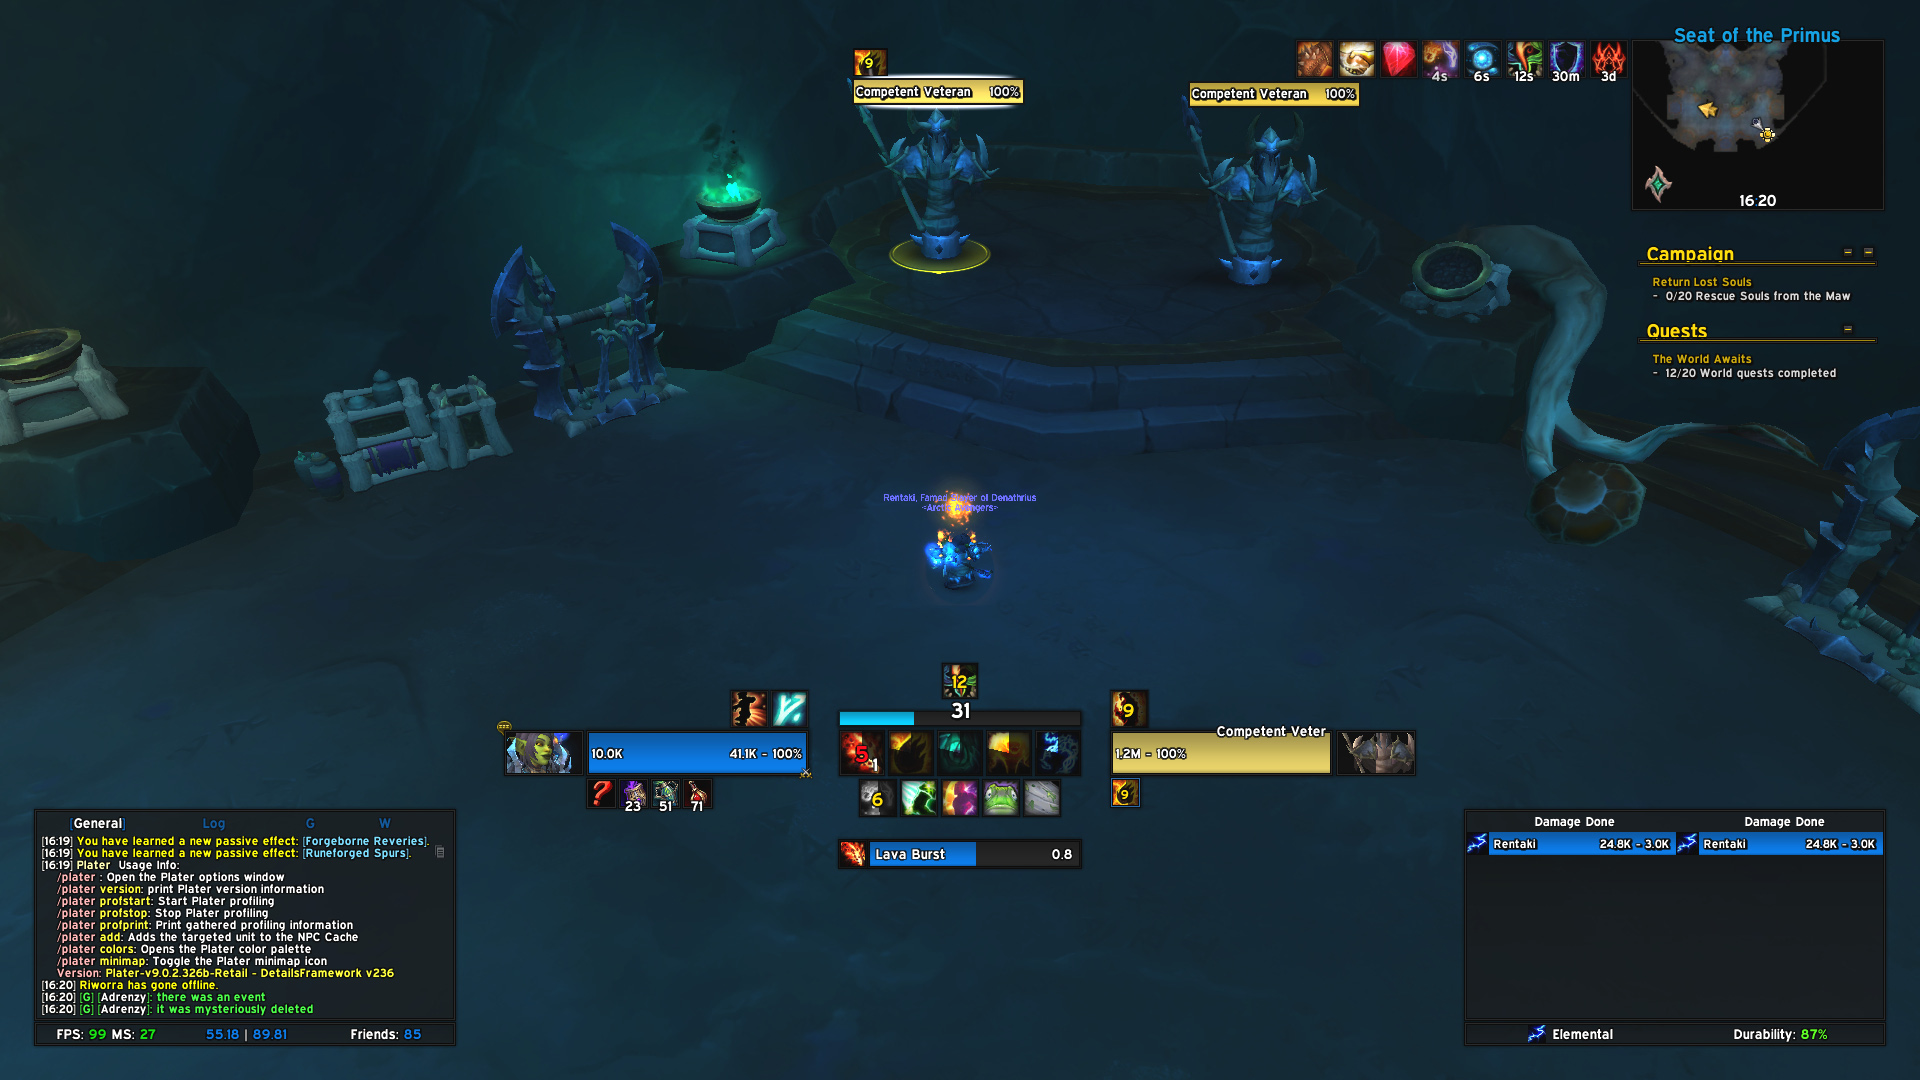 Seat of the Primus
9
Competent Veteran 100%
Competent Veteran 100%
4s 6s 12s 30m 3d
16:20
Campaign
Return Lost Souls
- 0/20 Rescue Souls from the Maw
Quests
The World Awaits
- 12/20 World quests completed
12
31
10.0K 41.1K - 100%
23 51 71
5 1
6
Lava Burst 0.8
9
Competent Veter
1.2M - 100%
9
General Log G W
[16:19] You have learned a new passive effect: [Forgeborne Reveries].
[16:19] You have learned a new passive effect: [Runeforged Spurs].
[16:19] Plater Usage Info:
/plater : Open the Plater options window
/plater version: print Plater version information
/plater profstart: Start Plater profiling
/plater profstop: Stop Plater profiling
/plater profprint: Print gathered profiling information
/plater add: Adds the targeted unit to the NPC Cache
/plater colors: Opens the Plater color palette
/plater minimap: Toggle the Plater minimap icon
Version: Plater-v9.0.2.326b-Retail - DetailsFramework v236
[16:20] Riworra has gone offline.
[16:20] [G] [Adrenzy]: there was an event
[16:20] [G] [Adrenzy]: it was mysteriously deleted
FPS: 99 MS: 27 55.18 | 89.81 Friends: 85
Damage Done Damage Done
Rentaki 24.8K - 3.0K Rentaki 24.8K - 3.0K
Elemental Durability: 87%
Rentaki, of Denathrius